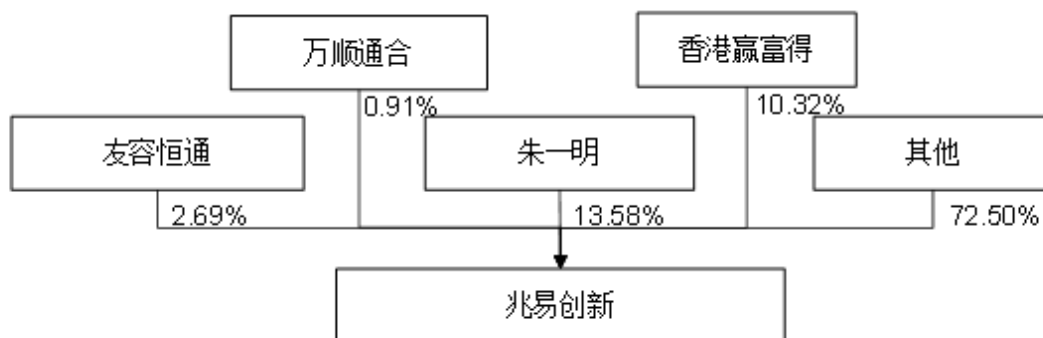 万顺通合
香港赢富得
0.91%
10.32%
友容恒通
朱一明
其他
2.69%
13.58%
72.50%
兆易创新